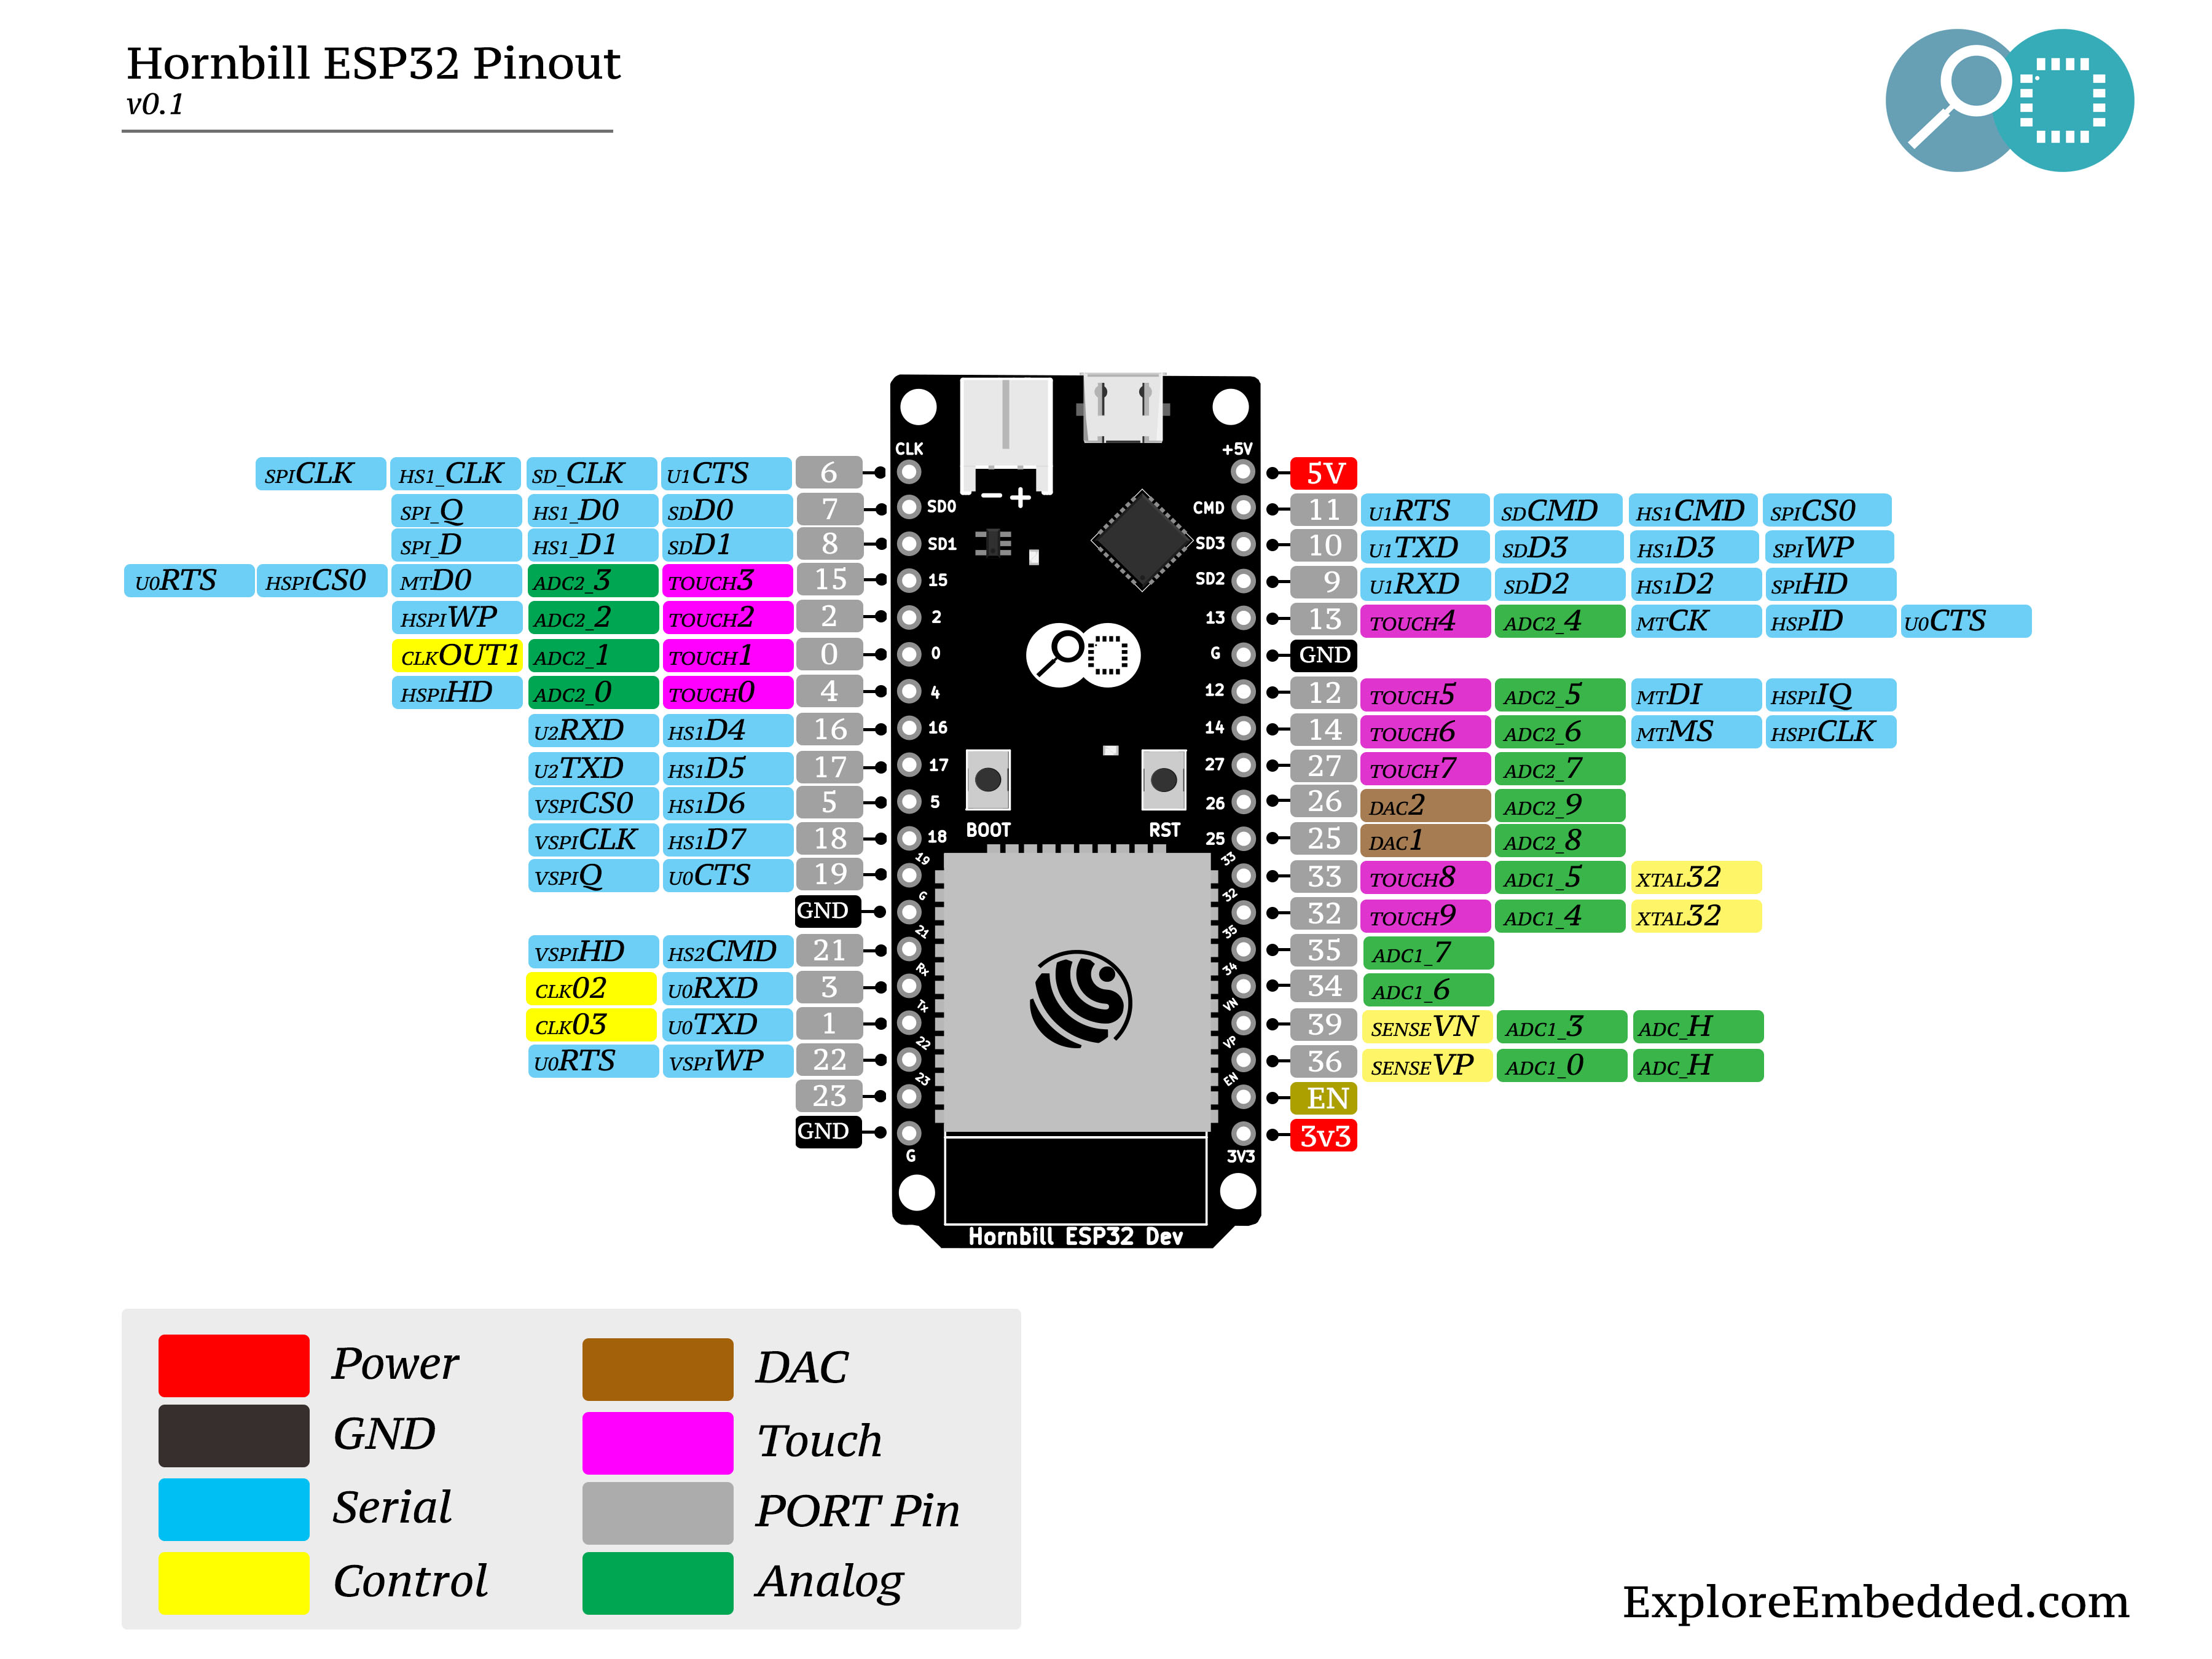 Hornbill ESP32 Pinout
v0.1
CLK +5V
SPICLK HS1_CLK SD_CLK U1CTS 6 5V
SPI_Q HS1_D0 SDD0 7 SD0 - + CMD 11 U1RTS SDCMD HS1CMD SPICS0
SPI_D HS1_D1 SDD1 8 SD1 SD3 10 U1TXD SDD3 HS1D3 SPIWP
U0RTS HSPICS0 MTD0 ADC2_3 TOUCH3 15 15 SD2 9 U1RXD SDD2 HS1D2 SPIHD
HSPIWP ADC2_2 TOUCH2 2 2 13 13 TOUCH4 ADC2_4 MTCK HSPID U0CTS
CLKOUT1 ADC2_1 TOUCH1 0 0 G GND
HSPIHD ADC2_0 TOUCH0 4 4 12 12 TOUCH5 ADC2_5 MTDI HSPIIQ
U2RXD HS1D4 16 16 14 14 TOUCH6 ADC2_6 MTMS HSPICLK
U2TXD HS1D5 17 17 27 27 TOUCH7 ADC2_7
VSPICS0 HS1D6 5 5 26 26 DAC2 ADC2_9
BOOT RST
VSPICLK HS1D7 18 18 25 25 DAC1 ADC2_8
VSPIQ U0CTS 19 19 33 33 TOUCH8 ADC1_5 XTAL32
GND G 32 32 TOUCH9 ADC1_4 XTAL32
VSPIHD HS2CMD 21 21 35 35 ADC1_7
CLK02 U0RXD 3 Rx 34 34 ADC1_6
CLK03 U0TXD 1 Tx VN 39 SENSEVN ADC1_3 ADC_H
U0RTS VSPIWP 22 22 VP 36 SENSEVP ADC1_0 ADC_H
23 23 EN EN
GND G 3V3 3v3
Hornbill ESP32 Dev
Power DAC
GND Touch
Serial PORT Pin
Control Analog
ExploreEmbedded.com